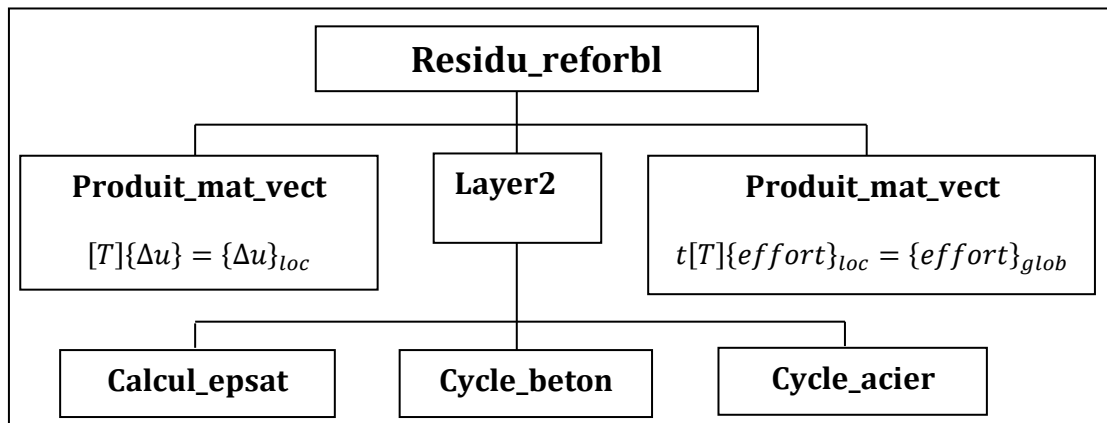 Residu_reforbl
Produit_mat_vect
[T]{Δu} = {Δu}loc
Layer2
Produit_mat_vect
t[T]{effort}loc = {effort}glob
Calcul_epsat
Cycle_beton
Cycle_acier